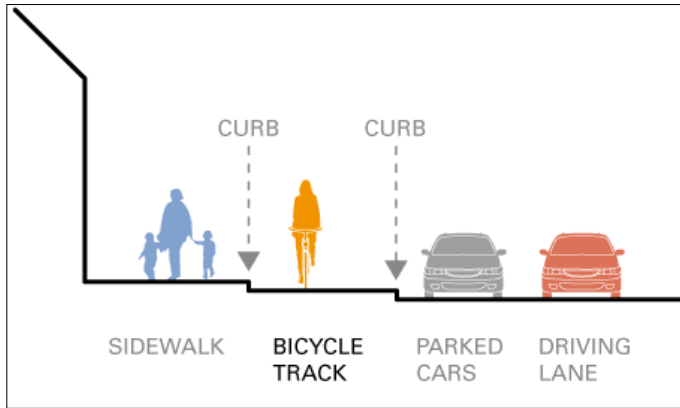 CURB CURB
SIDEWALK BICYCLE PARKED DRIVING
TRACK CARS LANE